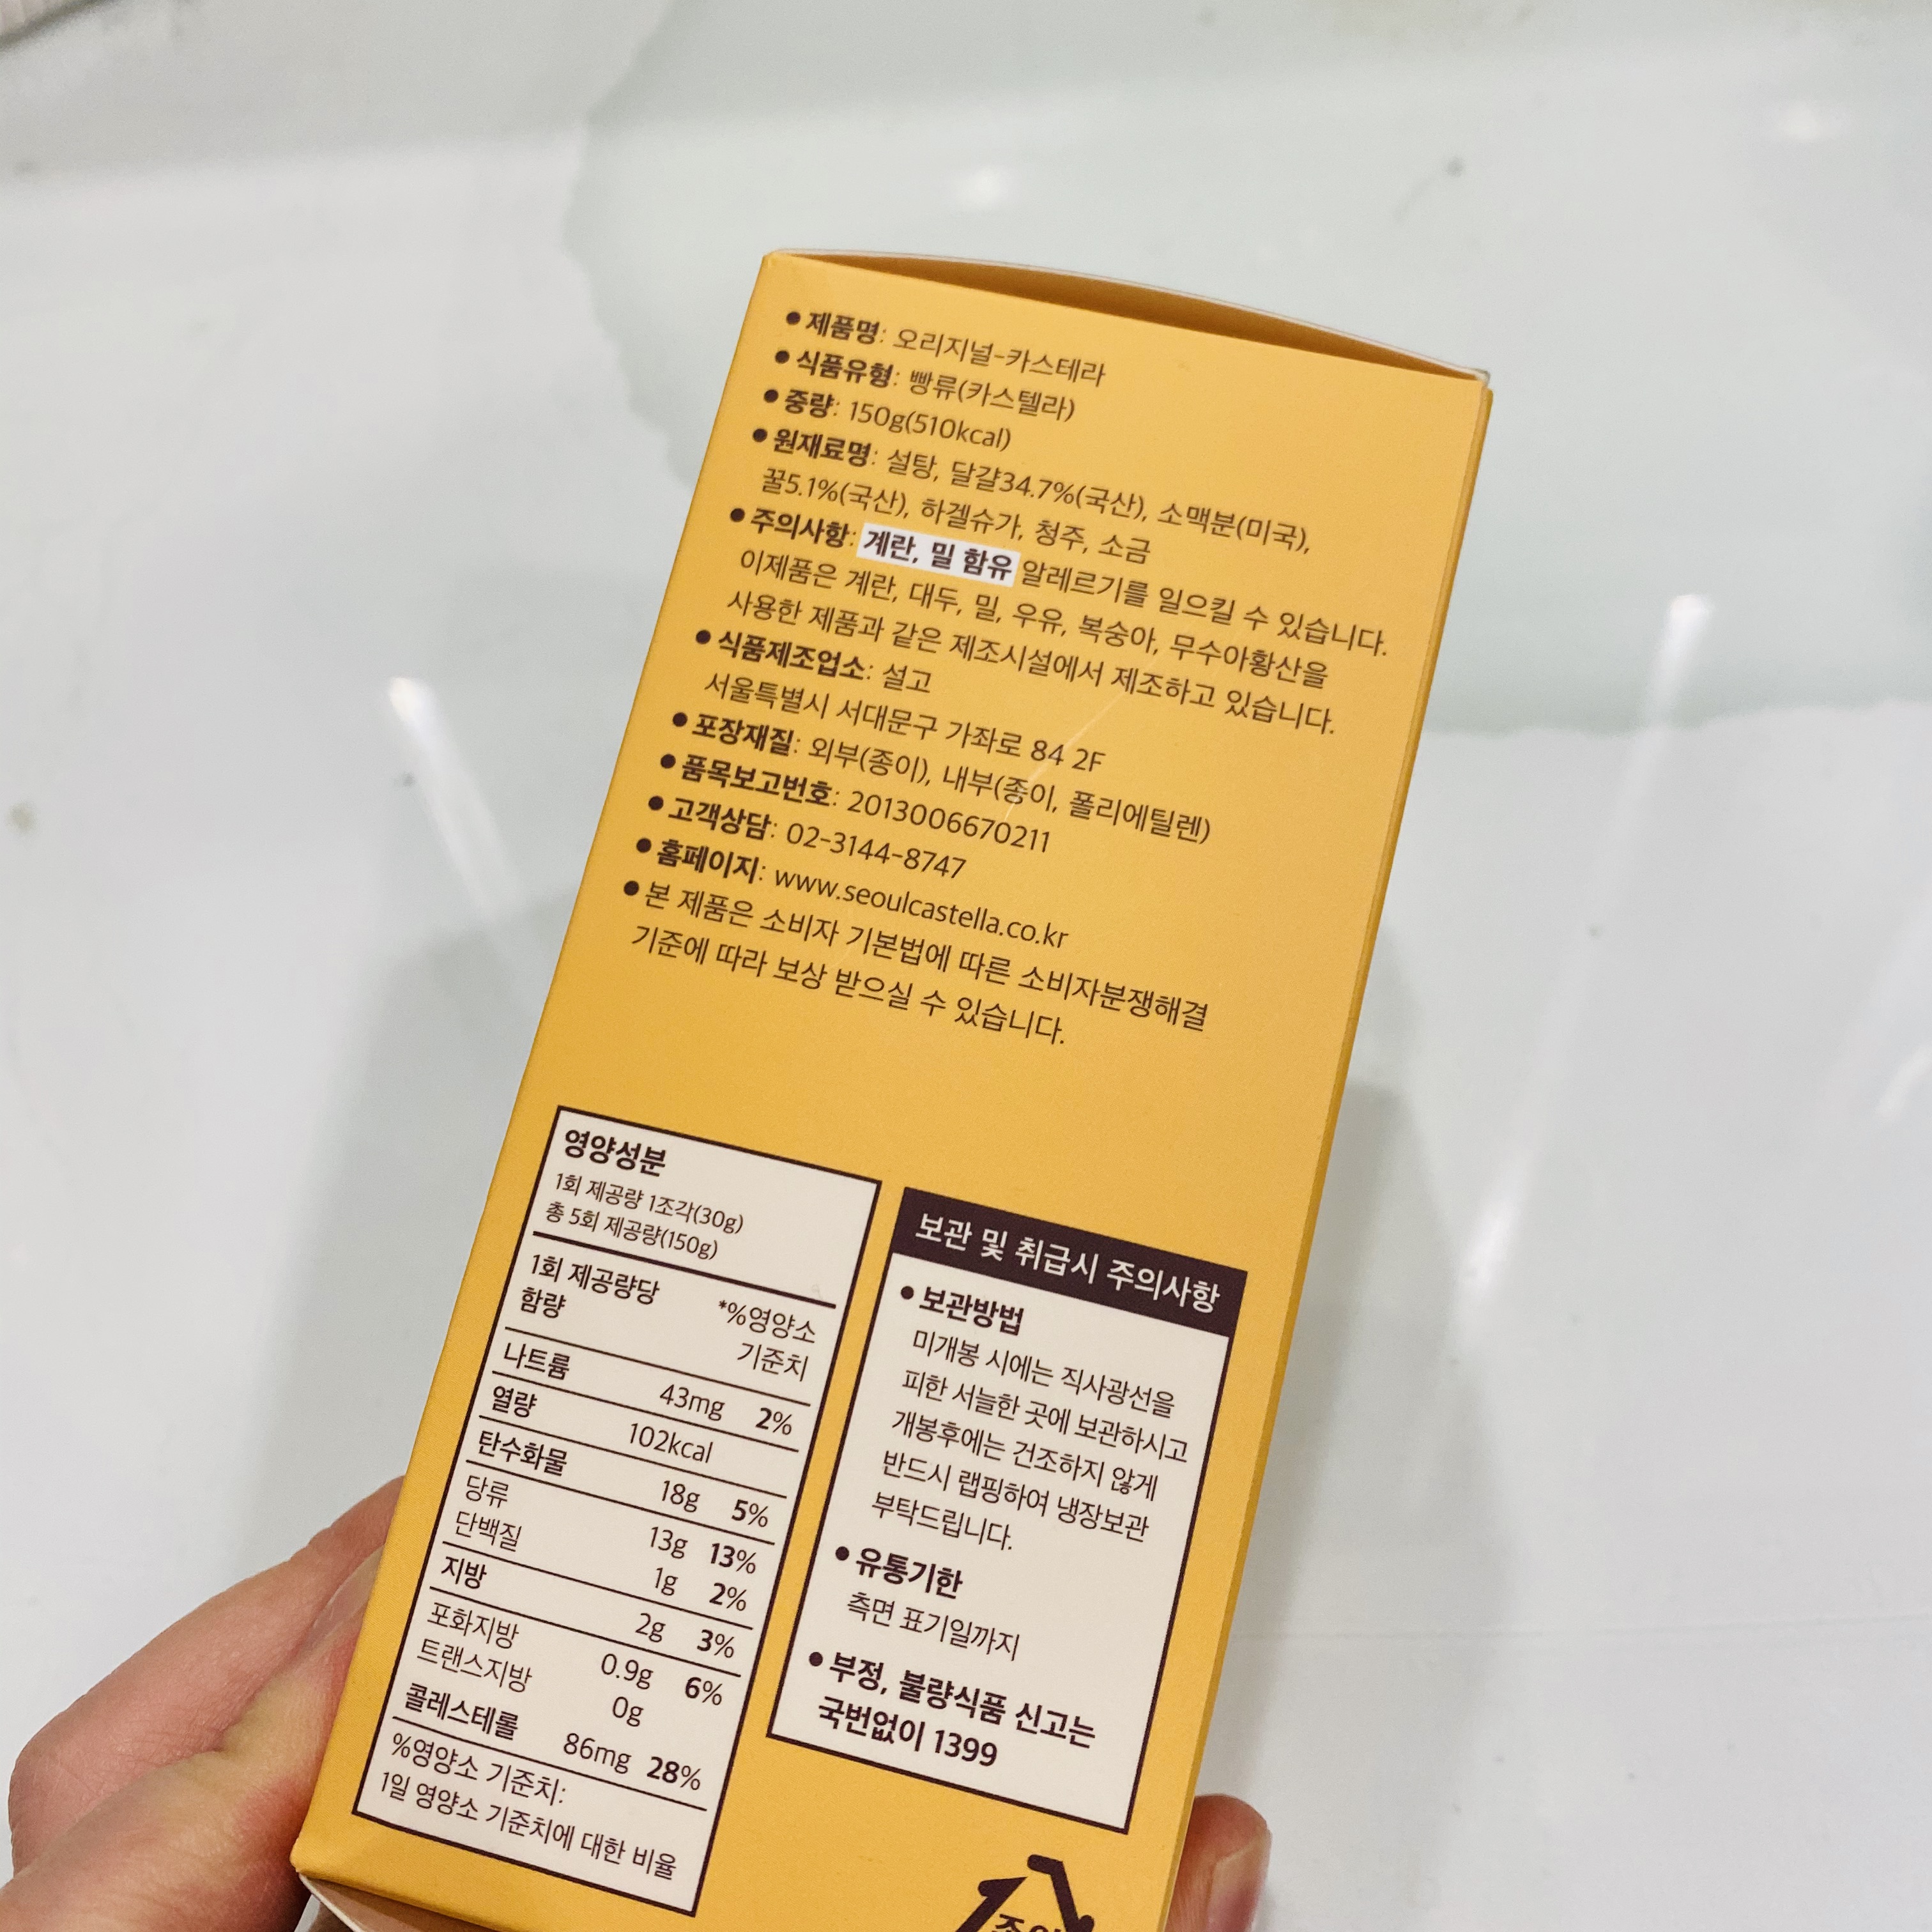 ● 제품명: 오리지널-카스테라
● 식품유형: 빵류(카스텔라)
● 중량: 150g(510kcal)
● 원재료명: 설탕, 달걀34.7%(국산), 소맥분(미국),
꿀5.1%(국산), 하겔슈가, 청주, 소금
● 주의사항: 계란, 밀 함유 알레르기를 일으킬 수 있습니다.
이제품은 계란, 대두, 밀, 우유, 복숭아, 무수아황산을
사용한 제품과 같은 제조시설에서 제조하고 있습니다.
● 식품제조업소: 설고
서울특별시 서대문구 가좌로 84 2F
● 포장재질: 외부(종이), 내부(종이, 폴리에틸렌)
● 품목보고번호: 2013006670211
● 고객상담: 02-3144-8747
● 홈페이지: www.seoulcastella.co.kr
● 본 제품은 소비자 기본법에 따른 소비자분쟁해결
기준에 따라 보상 받으실 수 있습니다.
영양성분
1회 제공량 1조각(30g)
총 5회 제공량(150g)
1회 제공량당 *%영양소
함량 기준치
나트륨 43mg 2%
열량 102kcal
탄수화물 18g 5%
당류 13g 13%
단백질 1g 2%
지방 2g 3%
포화지방 0.9g 6%
트랜스지방 0g
콜레스테롤 86mg 28%
%영양소 기준치:
1일 영양소 기준치에 대한 비율
보관 및 취급시 주의사항
● 보관방법
미개봉 시에는 직사광선을
피한 서늘한 곳에 보관하시고
개봉후에는 건조하지 않게
반드시 랩핑하여 냉장보관
부탁드립니다.
● 유통기한
측면 표기일까지
● 부정, 불량식품 신고는
국번없이 1399